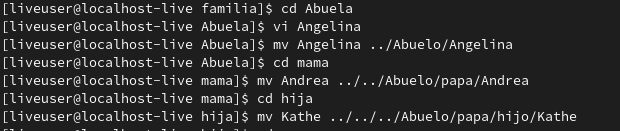 [liveuser@localhost-live familia]$ cd Abuela
[liveuser@localhost-live Abuela]$ vi Angelina
[liveuser@localhost-live Abuela]$ mv Angelina ../Abuelo/Angelina
[liveuser@localhost-live Abuela]$ cd mama
[liveuser@localhost-live mama]$ mv Andrea ../../Abuelo/papa/Andrea
[liveuser@localhost-live mama]$ cd hija
[liveuser@localhost-live hija]$ mv Kathe ../../../Abuelo/papa/hijo/Kathe